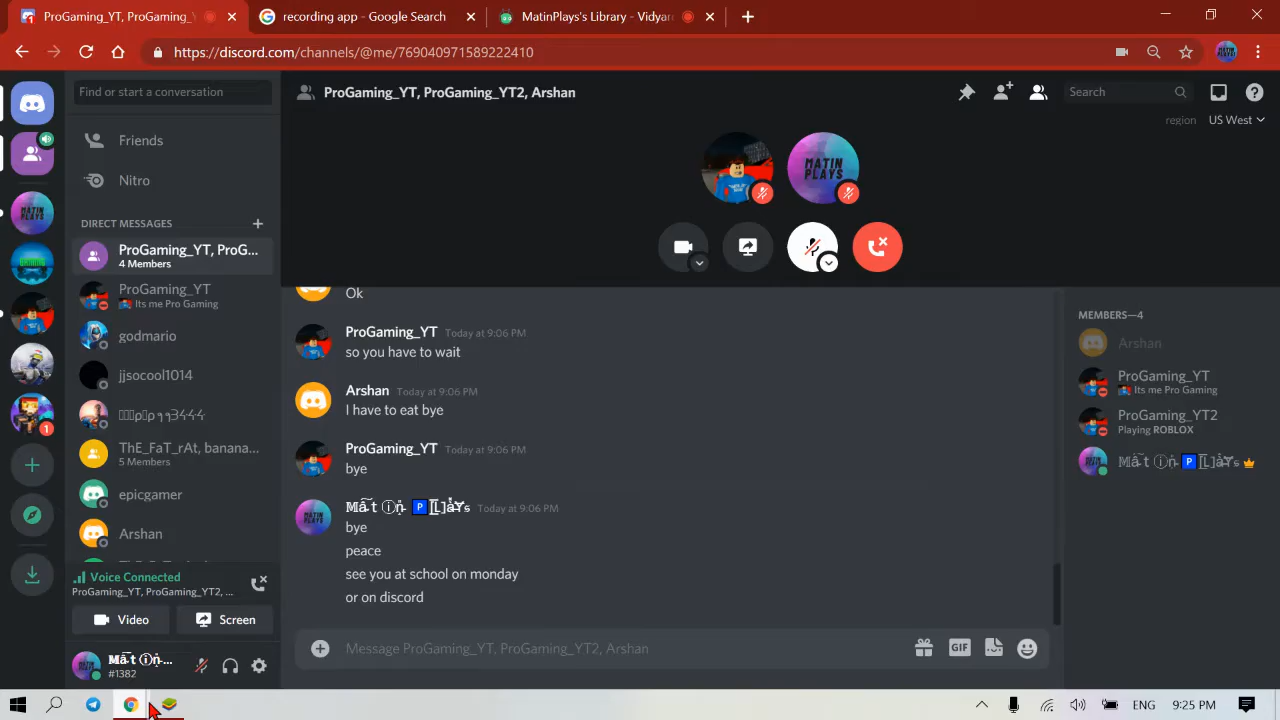 ProGaming_YT, ProGaming_
recording app - Google Search
MatinPlays's Library - Vidyar
https://discord.com/channels/@me/769040971589222410
Find or start a conversation
ProGaming_YT, ProGaming_YT2, Arshan
Search
region
US West
Friends
Nitro
MATIN
PLAYS
DIRECT MESSAGES
ProGaming_YT, ProG...
4 Members
ProGaming_YT
Its me Pro Gaming
godmario
jjsocool1014
ThE_FaT_rAt, banana...
5 Members
epicgamer
Arshan
1
Ok
ProGaming_YT Today at 9:06 PM
so you have to wait
Arshan Today at 9:06 PM
I have to eat bye
ProGaming_YT Today at 9:06 PM
bye
Today at 9:06 PM
bye
peace
see you at school on monday
or on discord
MEMBERS—4
Arshan
ProGaming_YT
Its me Pro Gaming
ProGaming_YT2
Playing ROBLOX
Voice Connected
ProGaming_YT, ProGaming_YT2, ...
Video
Screen
#1382
Message ProGaming_YT, ProGaming_YT2, Arshan
GIF
ENG
9:25 PM